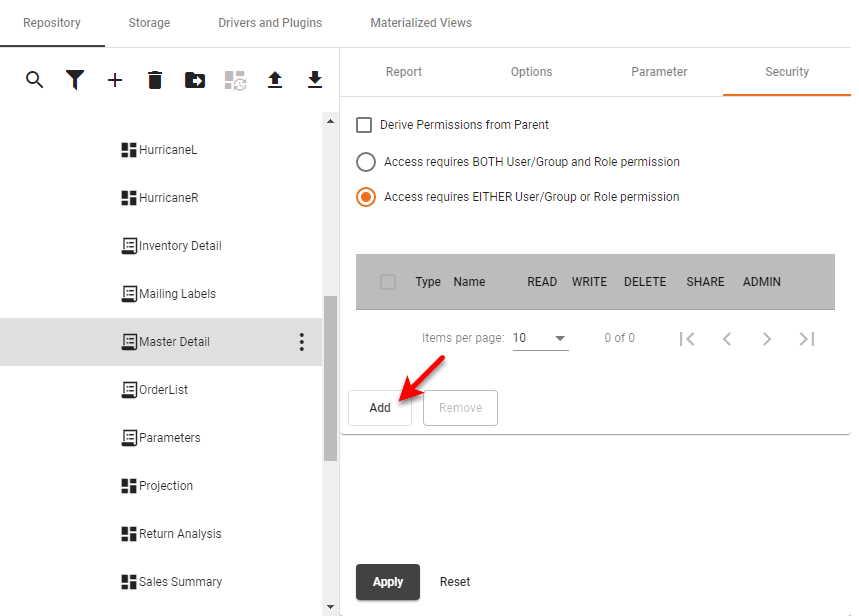 Repository Storage Drivers and Plugins Materialized Views
Report Options Parameter Security
HurricaneL
HurricaneR
Inventory Detail
Mailing Labels
Master Detail
OrderList
Parameters
Projection
Return Analysis
Sales Summary
Derive Permissions from Parent
Access requires BOTH User/Group and Role permission
Access requires EITHER User/Group or Role permission
Type Name READ WRITE DELETE SHARE ADMIN
Items per page: 10 0 of 0
Add Remove
Apply Reset